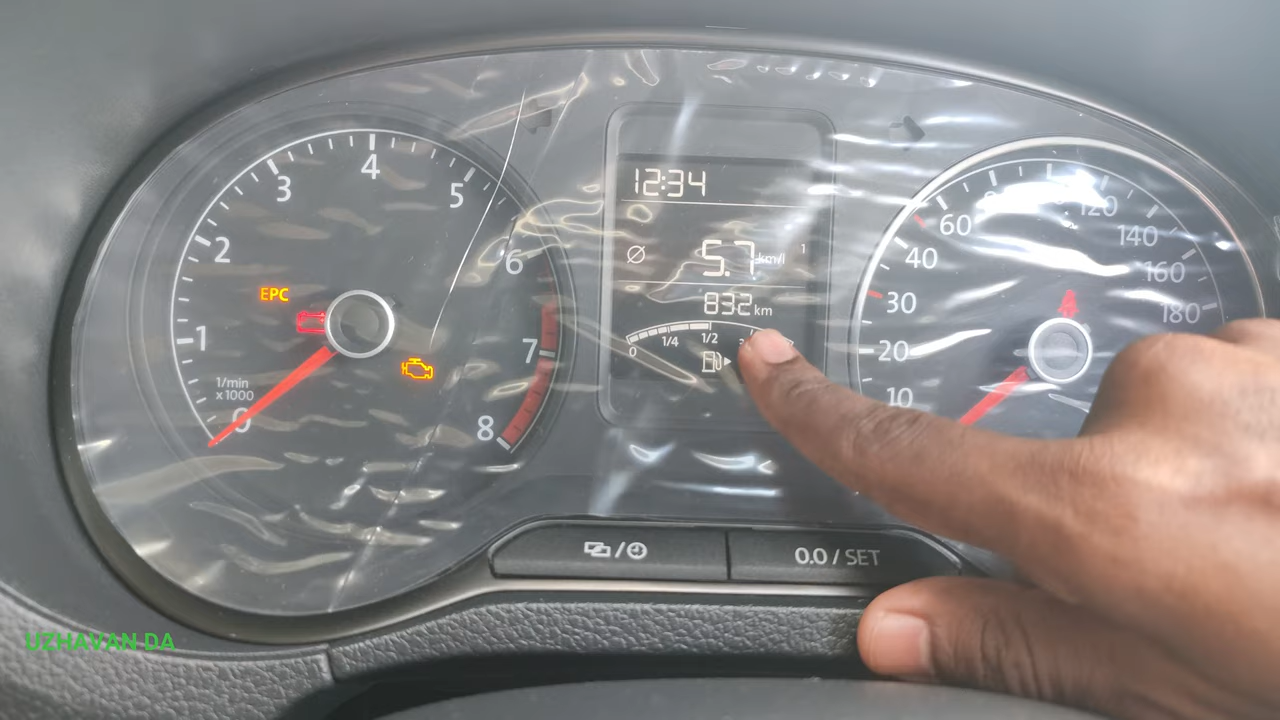 12:34
Ø 5.7 km/l 1
832 km
0 1/4 1/2
EPC
1/min
x1000
0 1 2 3 4 5 6 7 8
10 20 30 40 60 120 140 160 180
0.0 / SET
UZHAVAN DA